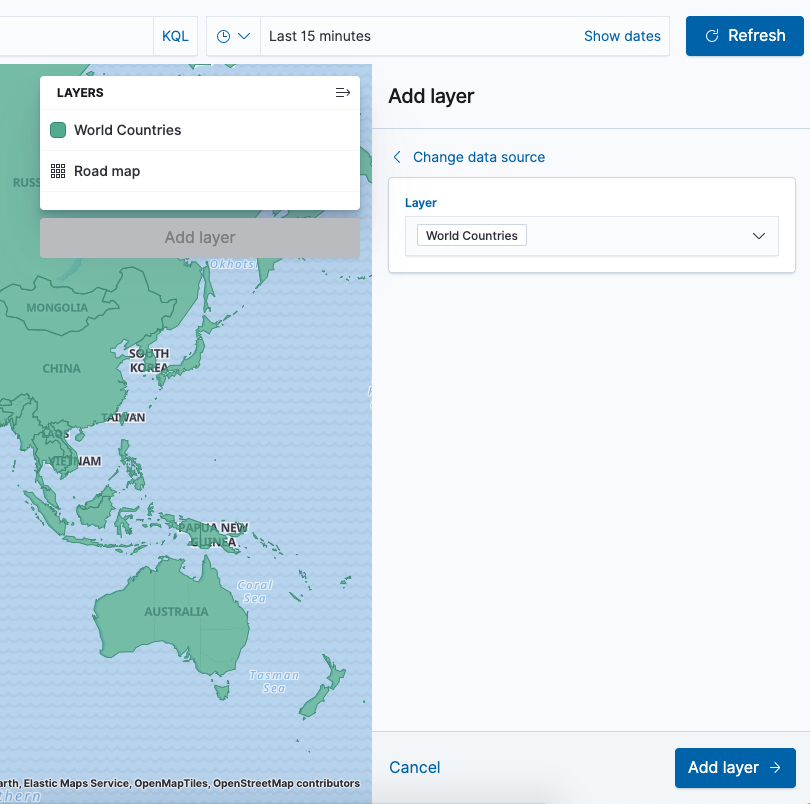 KQL
Last 15 minutes
Show dates
Refresh
LAYERS
World Countries
Road map
Add layer
Add layer
Change data source
Layer
World Countries
RUSS
Okhots
MONGOLIA
CHINA
SOUTH
KOREA
TAIWAN
LAOS
VIETNAM
PAPUA NEW
GUINEA
Coral
Sea
AUSTRALIA
Tasman
Sea
arth, Elastic Maps Service, OpenMapTiles, OpenStreetMap contributors
thern
Cancel
Add layer